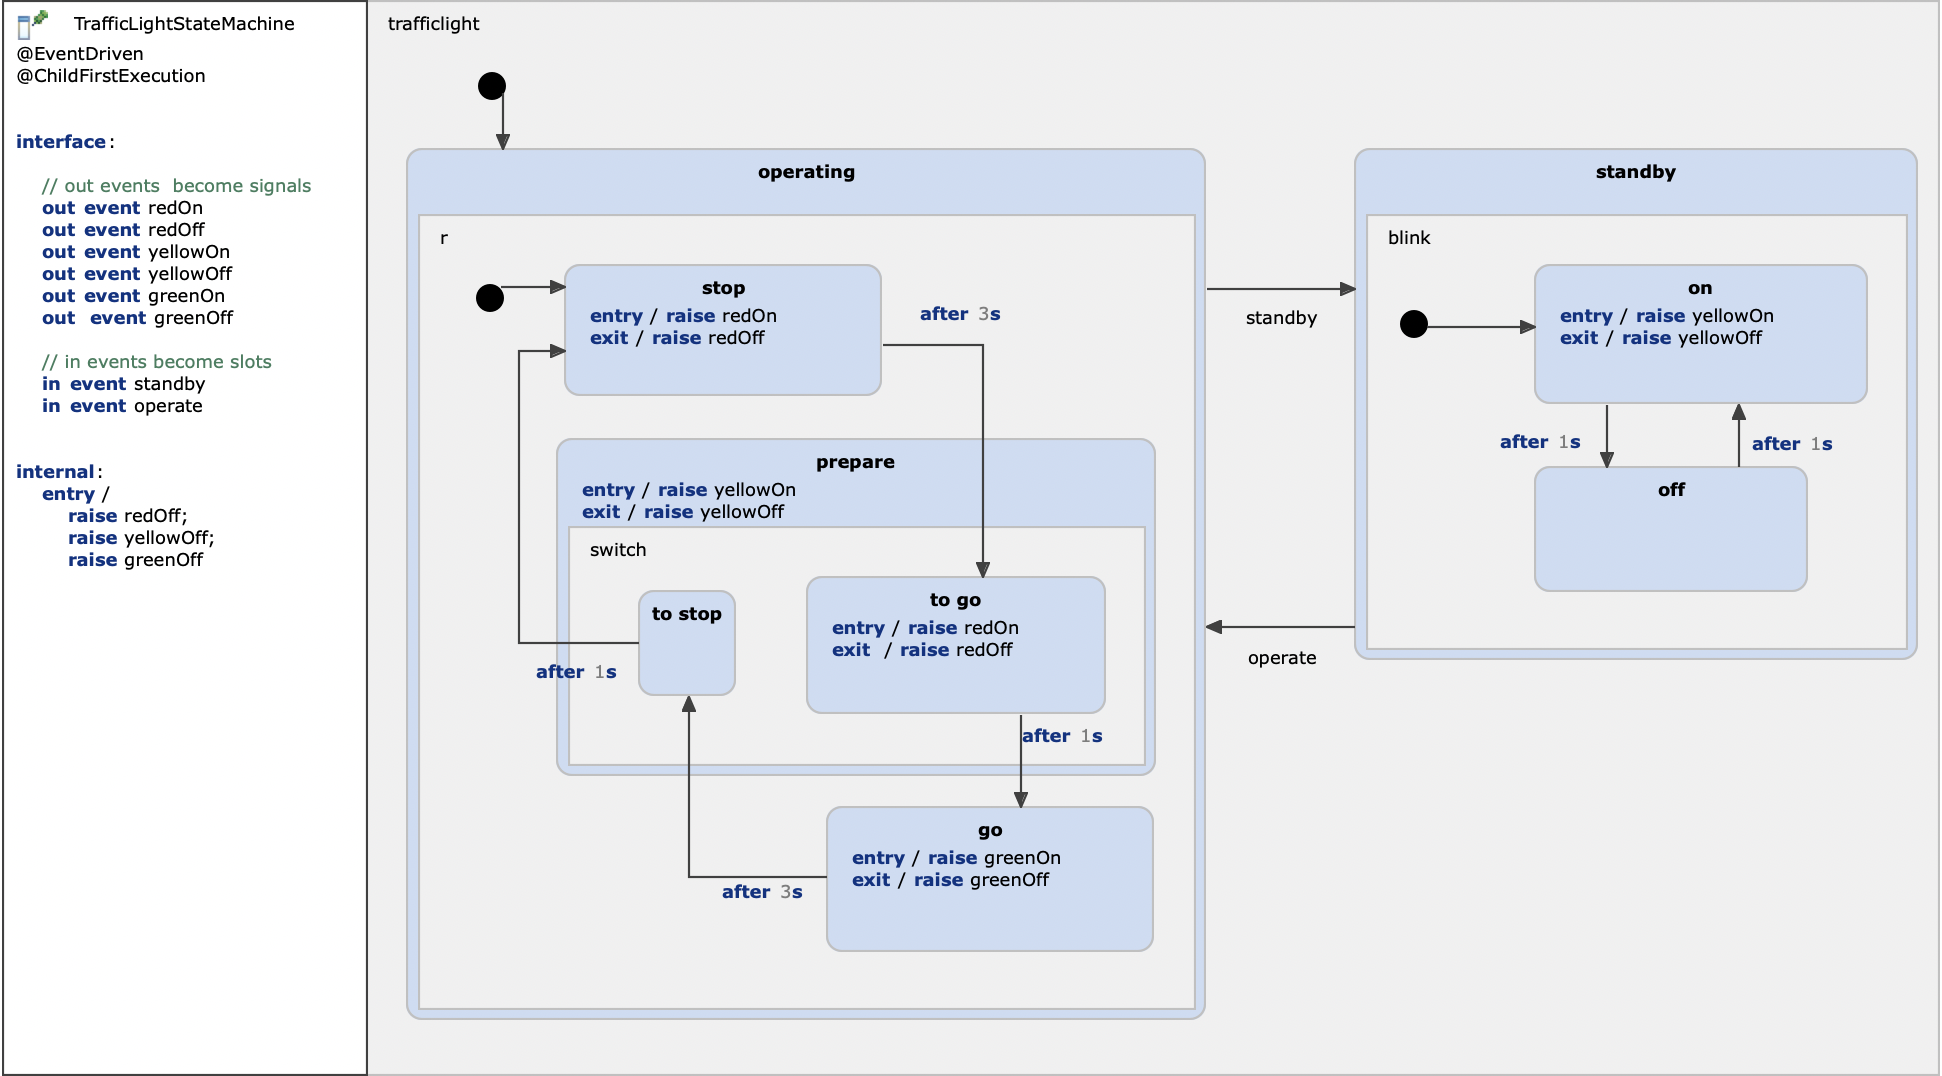 TrafficLightStateMachine
@EventDriven
@ChildFirstExecution
interface:
// out events  become signals
out event redOn
out event redOff
out event yellowOn
out event yellowOff
out event greenOn
out  event greenOff
// in events become slots
in event standby
in event operate
internal:
entry /
raise redOff;
raise yellowOff;
raise greenOff
trafficlight
operating
r
stop
entry / raise redOn
exit / raise redOff
after 3s
prepare
entry / raise yellowOn
exit / raise yellowOff
switch
to stop
after 1s
to go
entry / raise redOn
exit  / raise redOff
after 1s
go
entry / raise greenOn
exit / raise greenOff
after 3s
standby
operate
standby
blink
on
entry / raise yellowOn
exit / raise yellowOff
after 1s
after 1s
off